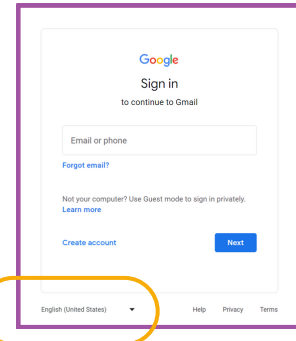 Google
Sign in
to continue to Gmail
Email or phone
Forgot email?
Not your computer? Use Guest mode to sign in privately.
Learn more
Create account
Next
English (United States)
Help Privacy Terms